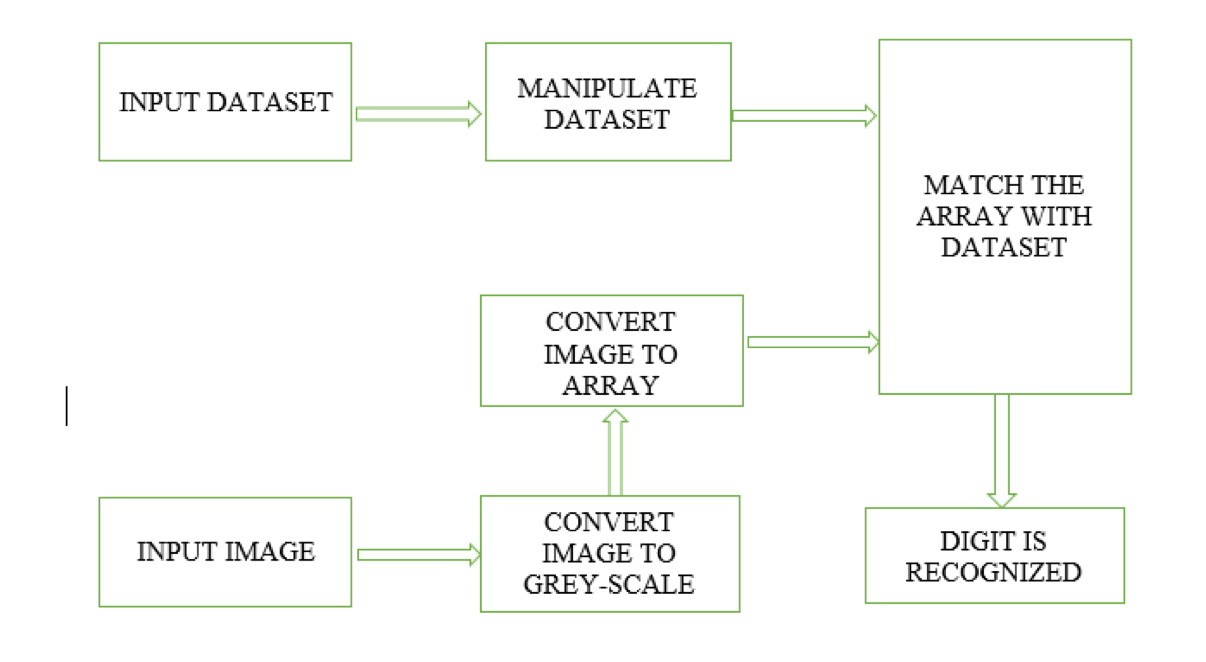 INPUT DATASET
MANIPULATE
DATASET
MATCH THE
ARRAY WITH
DATASET
CONVERT
IMAGE TO
ARRAY
INPUT IMAGE
CONVERT
IMAGE TO
GREY-SCALE
DIGIT IS
RECOGNIZED